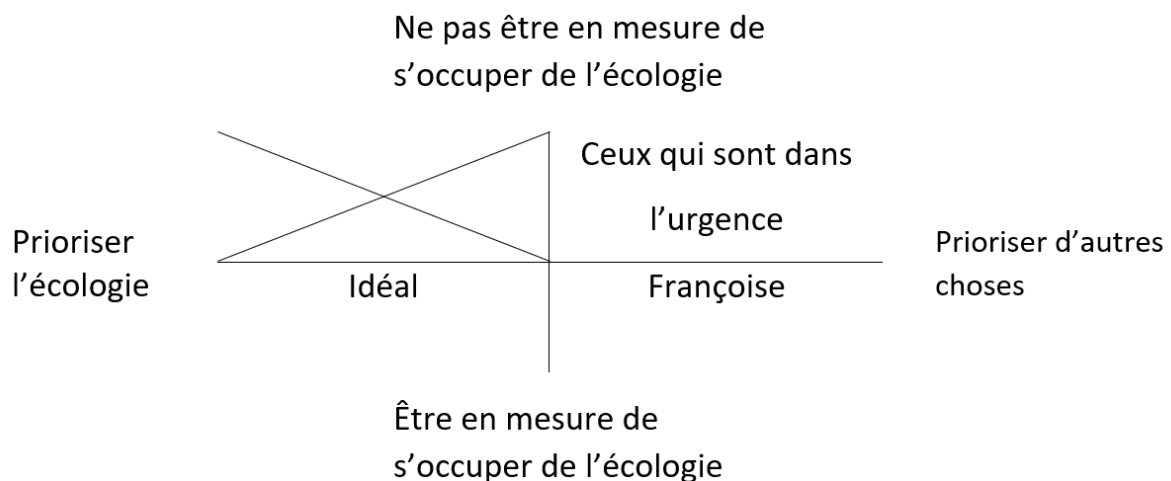 Ne pas être en mesure de
s’occuper de l’écologie
Ceux qui sont dans
l’urgence
Prioriser
l’écologie
Prioriser d’autres
choses
Idéal
Françoise
Être en mesure de
s’occuper de l’écologie